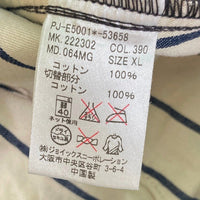 PJ-E5001*-53658
MK. 222302 COL. 390
MD. 064MG SIZE XL
コットン 100%
切替部分
コットン 100%
40
ネット使用
(株)ジョイックスコーポレーション
大阪市中央区谷町 3-6-4
中国製